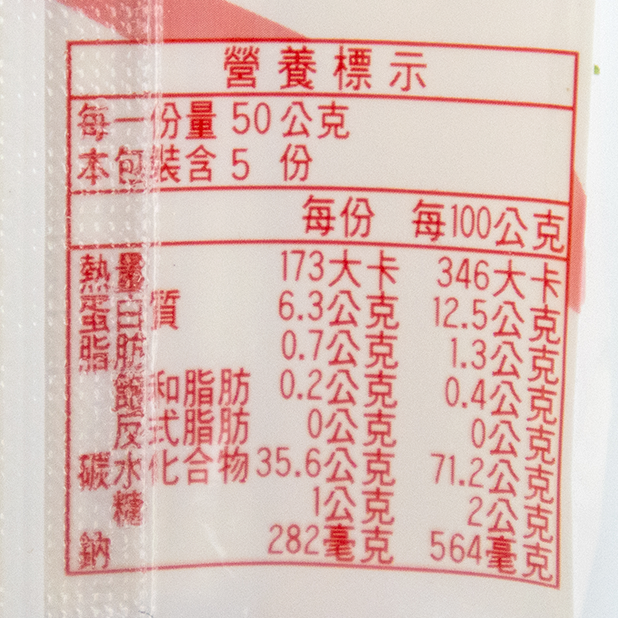 營養標示
每一份量 50 公克
本包裝含 5 份
每份 每100公克
熱量 173大卡 346大卡
蛋白質 6.3公克 12.5公克
脂肪 0.7公克 1.3公克
飽和脂肪 0.2公克 0.4公克
反式脂肪 0公克 0公克
碳水化合物 35.6公克 71.2公克
糖 1公克 2公克
鈉 282毫克 564毫克